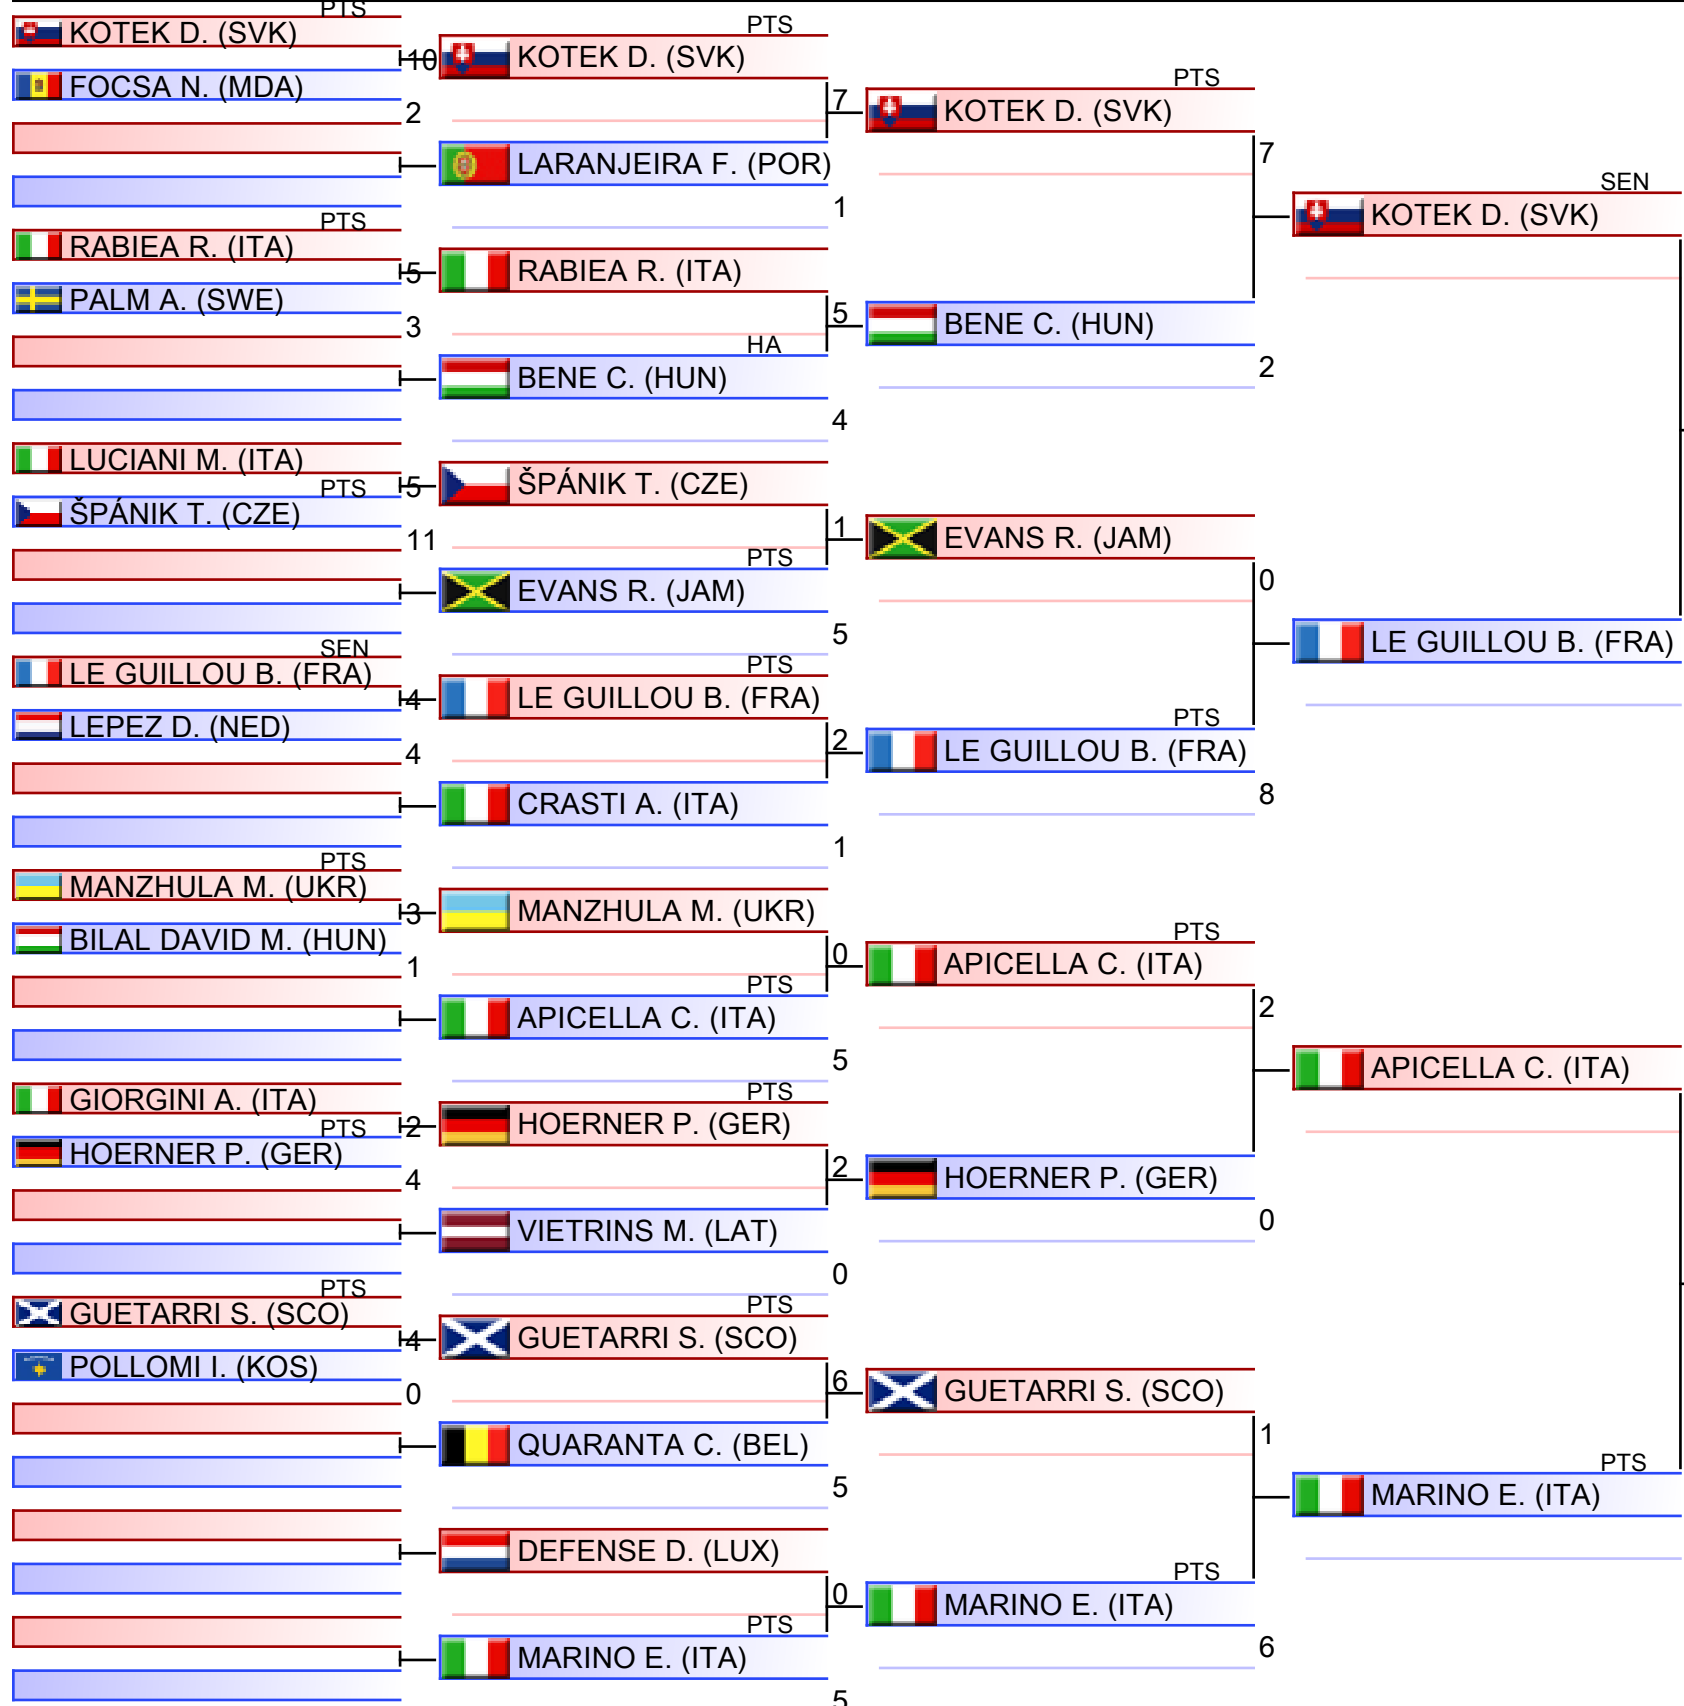 PTS
KOTEK D. (SVK)
10
FOCSA N. (MDA)
2
PTS
RABIEA R. (ITA)
5
PALM A. (SWE)
3
LUCIANI M. (ITA)
5
PTS
ŠPÁNIK T. (CZE)
11
SEN
LE GUILLOU B. (FRA)
4
LEPEZ D. (NED)
4
PTS
MANZHULA M. (UKR)
3
BILAL DAVID M. (HUN)
1
GIORGINI A. (ITA)
2
PTS
HOERNER P. (GER)
4
PTS
GUETARRI S. (SCO)
4
POLLOMI I. (KOS)
0
PTS
KOTEK D. (SVK)
7
LARANJEIRA F. (POR)
1
RABIEA R. (ITA)
5
HA
BENE C. (HUN)
4
ŠPÁNIK T. (CZE)
1
PTS
EVANS R. (JAM)
5
PTS
LE GUILLOU B. (FRA)
2
CRASTI A. (ITA)
1
MANZHULA M. (UKR)
0
PTS
APICELLA C. (ITA)
5
PTS
HOERNER P. (GER)
2
VIETRINS M. (LAT)
0
PTS
GUETARRI S. (SCO)
6
QUARANTA C. (BEL)
5
DEFENSE D. (LUX)
0
PTS
MARINO E. (ITA)
5
PTS
KOTEK D. (SVK)
7
BENE C. (HUN)
2
EVANS R. (JAM)
0
PTS
LE GUILLOU B. (FRA)
8
PTS
APICELLA C. (ITA)
2
HOERNER P. (GER)
0
GUETARRI S. (SCO)
1
PTS
MARINO E. (ITA)
6
SEN
KOTEK D. (SVK)
LE GUILLOU B. (FRA)
APICELLA C. (ITA)
PTS
MARINO E. (ITA)